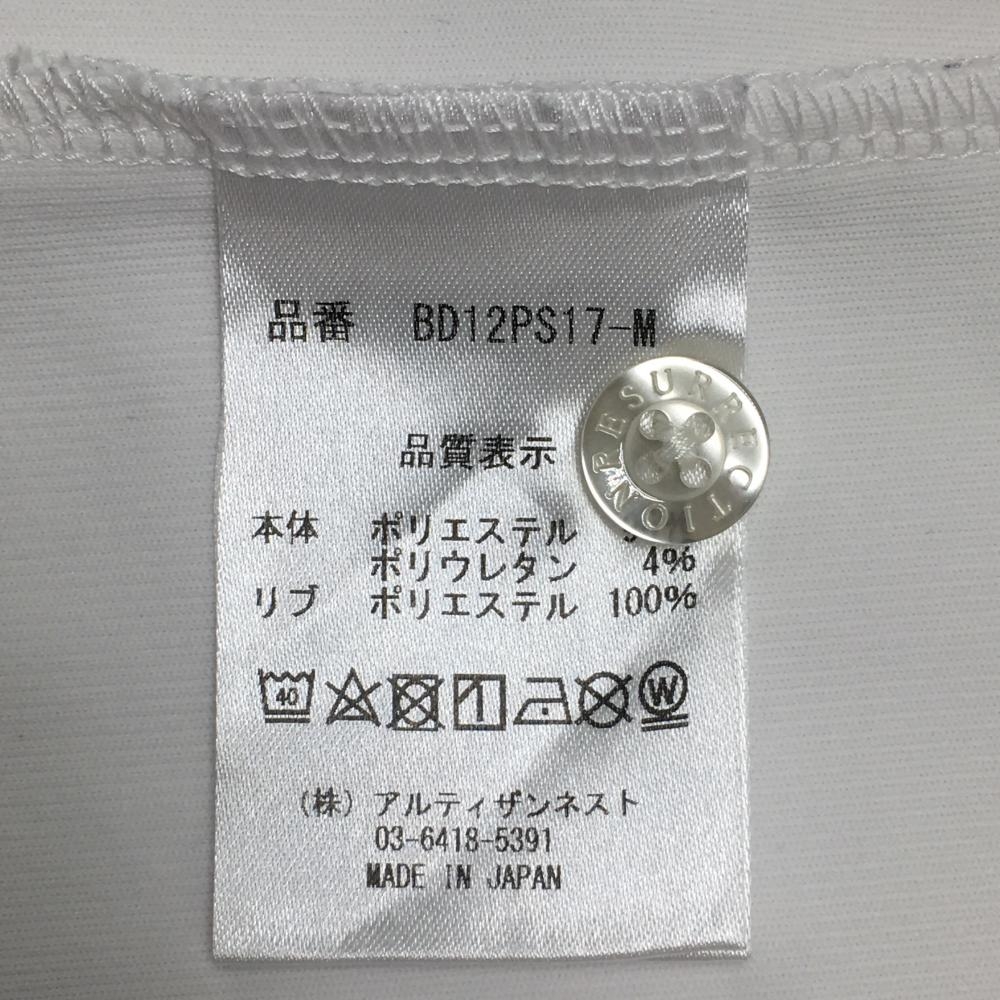 品番 BD12PS17-M
RESURRECTION
品質表示
本体 ポリエステル
ポリウレタン 4%
リブ ポリエステル 100%
40
W
(株) アルティザンネスト
03-6418-5391
MADE IN JAPAN